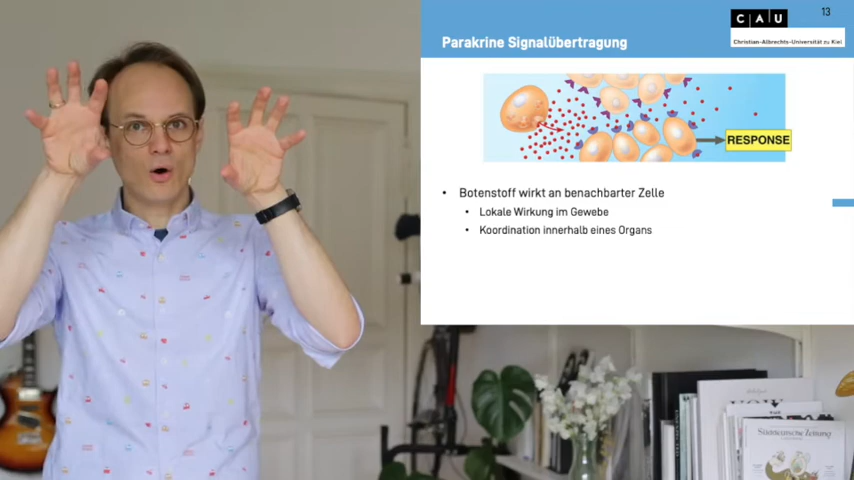 13
C|A|U
Christian-Albrechts-Universität zu Kiel
Parakrine Signalübertragung
RESPONSE
• Botenstoff wirkt an benachbarter Zelle
• Lokale Wirkung im Gewebe
• Koordination innerhalb eines Organs
Süddeutsche Zeitung